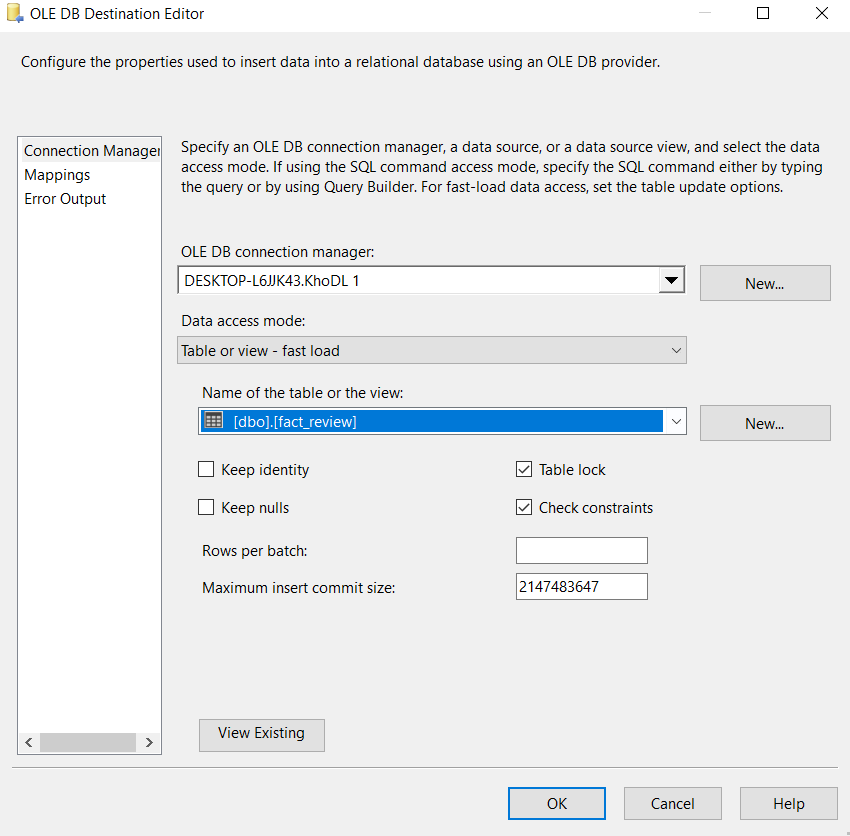 OLE DB Destination Editor
Configure the properties used to insert data into a relational database using an OLE DB provider.
Connection Manager
Mappings
Error Output
Specify an OLE DB connection manager, a data source, or a data source view, and select the data
access mode. If using the SQL command access mode, specify the SQL command either by typing
the query or by using Query Builder. For fast-load data access, set the table update options.
OLE DB connection manager:
DESKTOP-L6JJK43.KhoDL 1
New...
Data access mode:
Table or view - fast load
Name of the table or the view:
[dbo].[fact_review]
New...
Keep identity
Table lock
Keep nulls
Check constraints
Rows per batch:
Maximum insert commit size:
2147483647
View Existing
OK
Cancel
Help